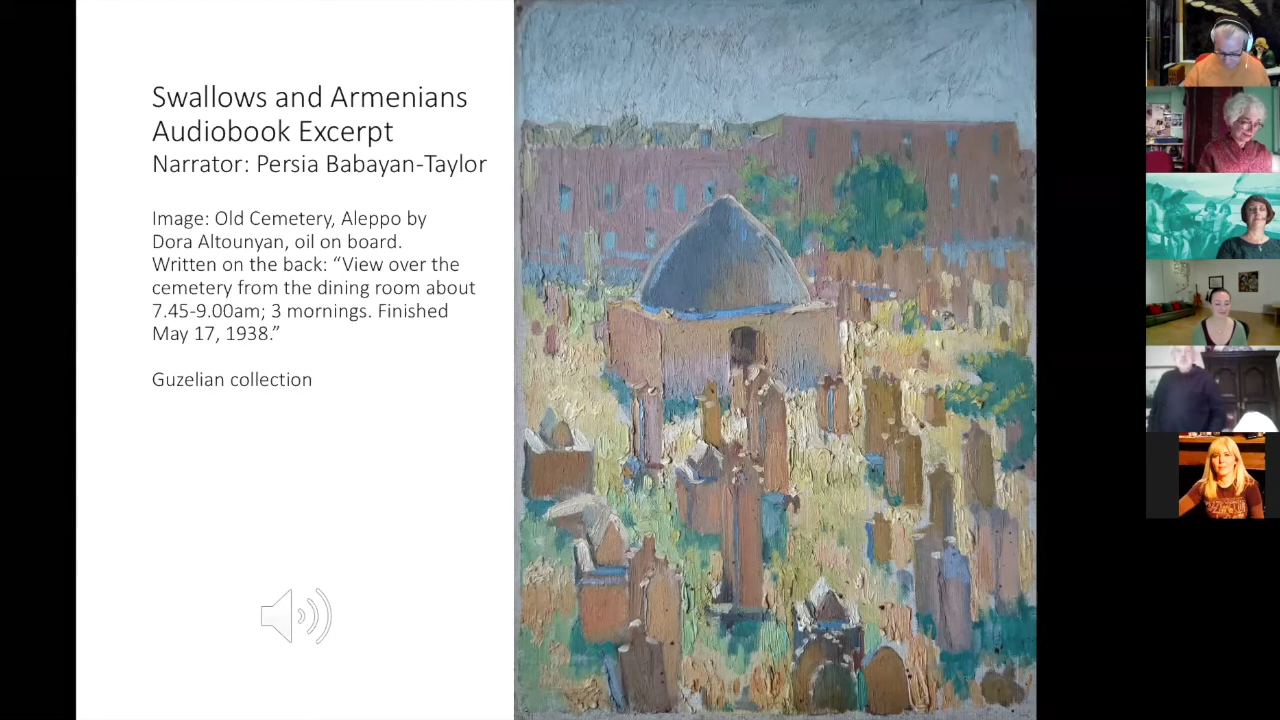 Swallows and Armenians
Audiobook Excerpt
Narrator: Persia Babayan-Taylor
Image: Old Cemetery, Aleppo by
Dora Altounyan, oil on board.
Written on the back: “View over the
cemetery from the dining room about
7.45-9.00am; 3 mornings. Finished
May 17, 1938.”
Guzelian collection